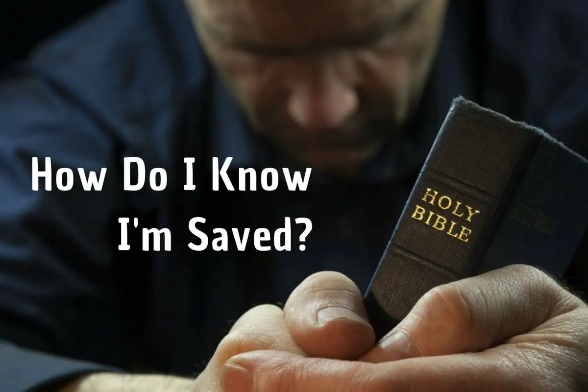 How Do I Know
I'm Saved?
HOLY
BIBLE